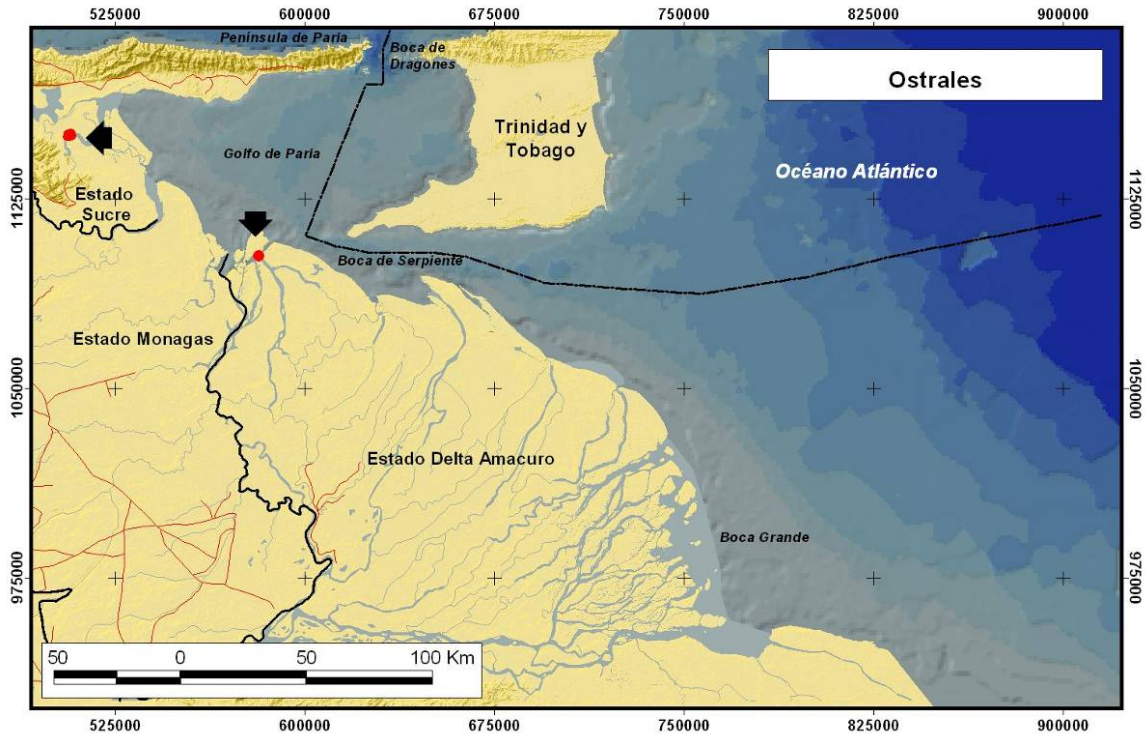 525000 600000 675000 750000 825000 900000
Península de Paria
Boca de
Dragones
Ostrales
Trinidad y
Tobago
Golfo de Paria
Océano Atlántico
Estado
Sucre
1125000
1125000
Boca de Serpiente
Estado Monagas
1050000
1050000
Estado Delta Amacuro
Boca Grande
975000
975000
50 0 50 100 Km
525000 600000 675000 750000 825000 900000